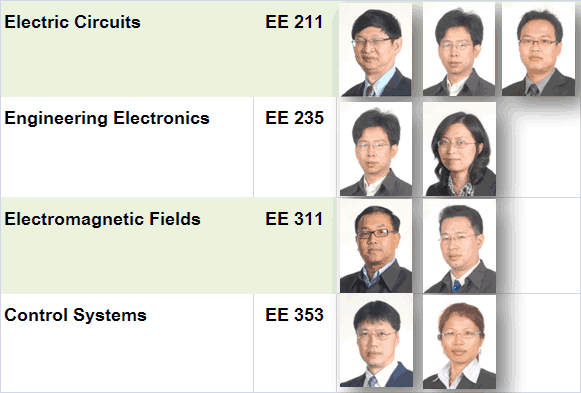 Electric Circuits EE 211
Engineering Electronics EE 235
Electromagnetic Fields EE 311
Control Systems EE 353